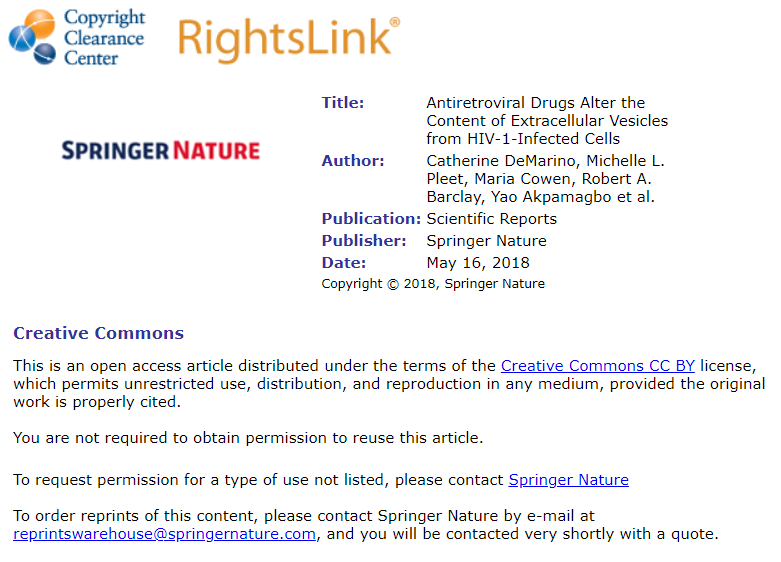 Copyright
Clearance
Center
RightsLink®
SPRINGER NATURE
Title: Antiretroviral Drugs Alter the
Content of Extracellular Vesicles
from HIV-1-Infected Cells
Author: Catherine DeMarino, Michelle L.
Pleet, Maria Cowen, Robert A.
Barclay, Yao Akpamagbo et al.
Publication: Scientific Reports
Publisher: Springer Nature
Date: May 16, 2018
Copyright © 2018, Springer Nature
Creative Commons
This is an open access article distributed under the terms of the Creative Commons CC BY license,
which permits unrestricted use, distribution, and reproduction in any medium, provided the original
work is properly cited.
You are not required to obtain permission to reuse this article.
To request permission for a type of use not listed, please contact Springer Nature
To order reprints of this content, please contact Springer Nature by e-mail at
reprintswarehouse@springernature.com, and you will be contacted very shortly with a quote.